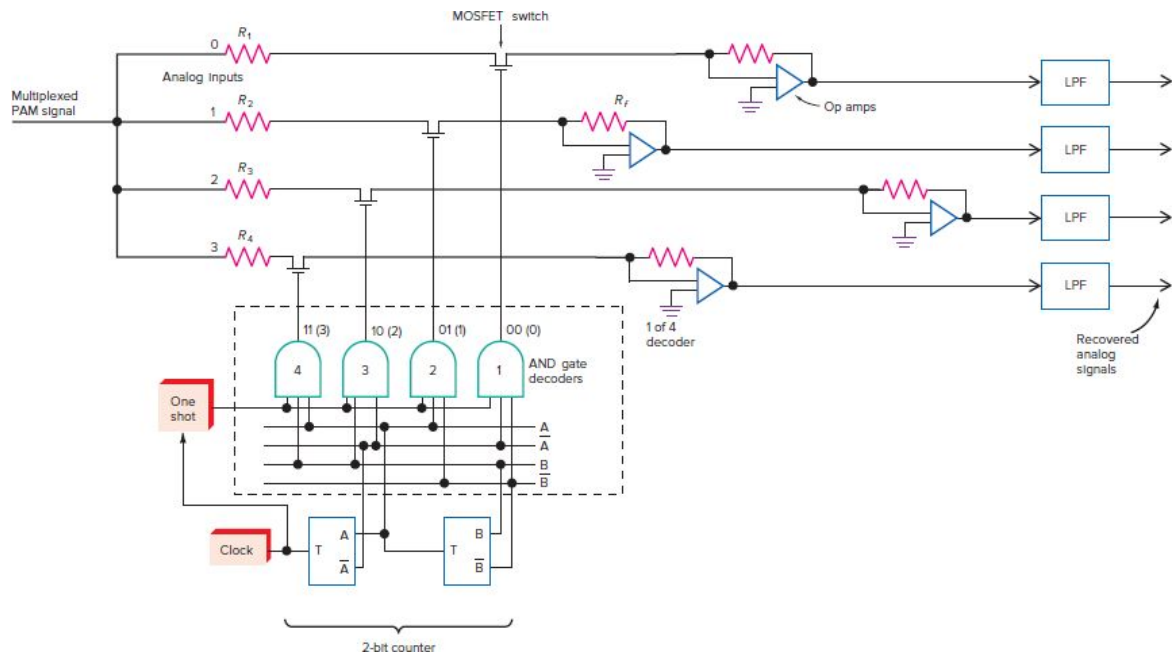 MOSFET switch
0
R₁
Analog inputs
Multiplexed
PAM signal
1
R₂
R_f
Op amps
LPF
LPF
2
R₃
LPF
3
R₄
LPF
1 of 4
decoder
Recovered
analog
signals
11 (3)
10 (2)
01 (1)
00 (0)
4
3
2
1
AND gate
decoders
One
shot
A
A̅
B
B̅
Clock
T
A
A̅
T
B
B̅
2-bit counter